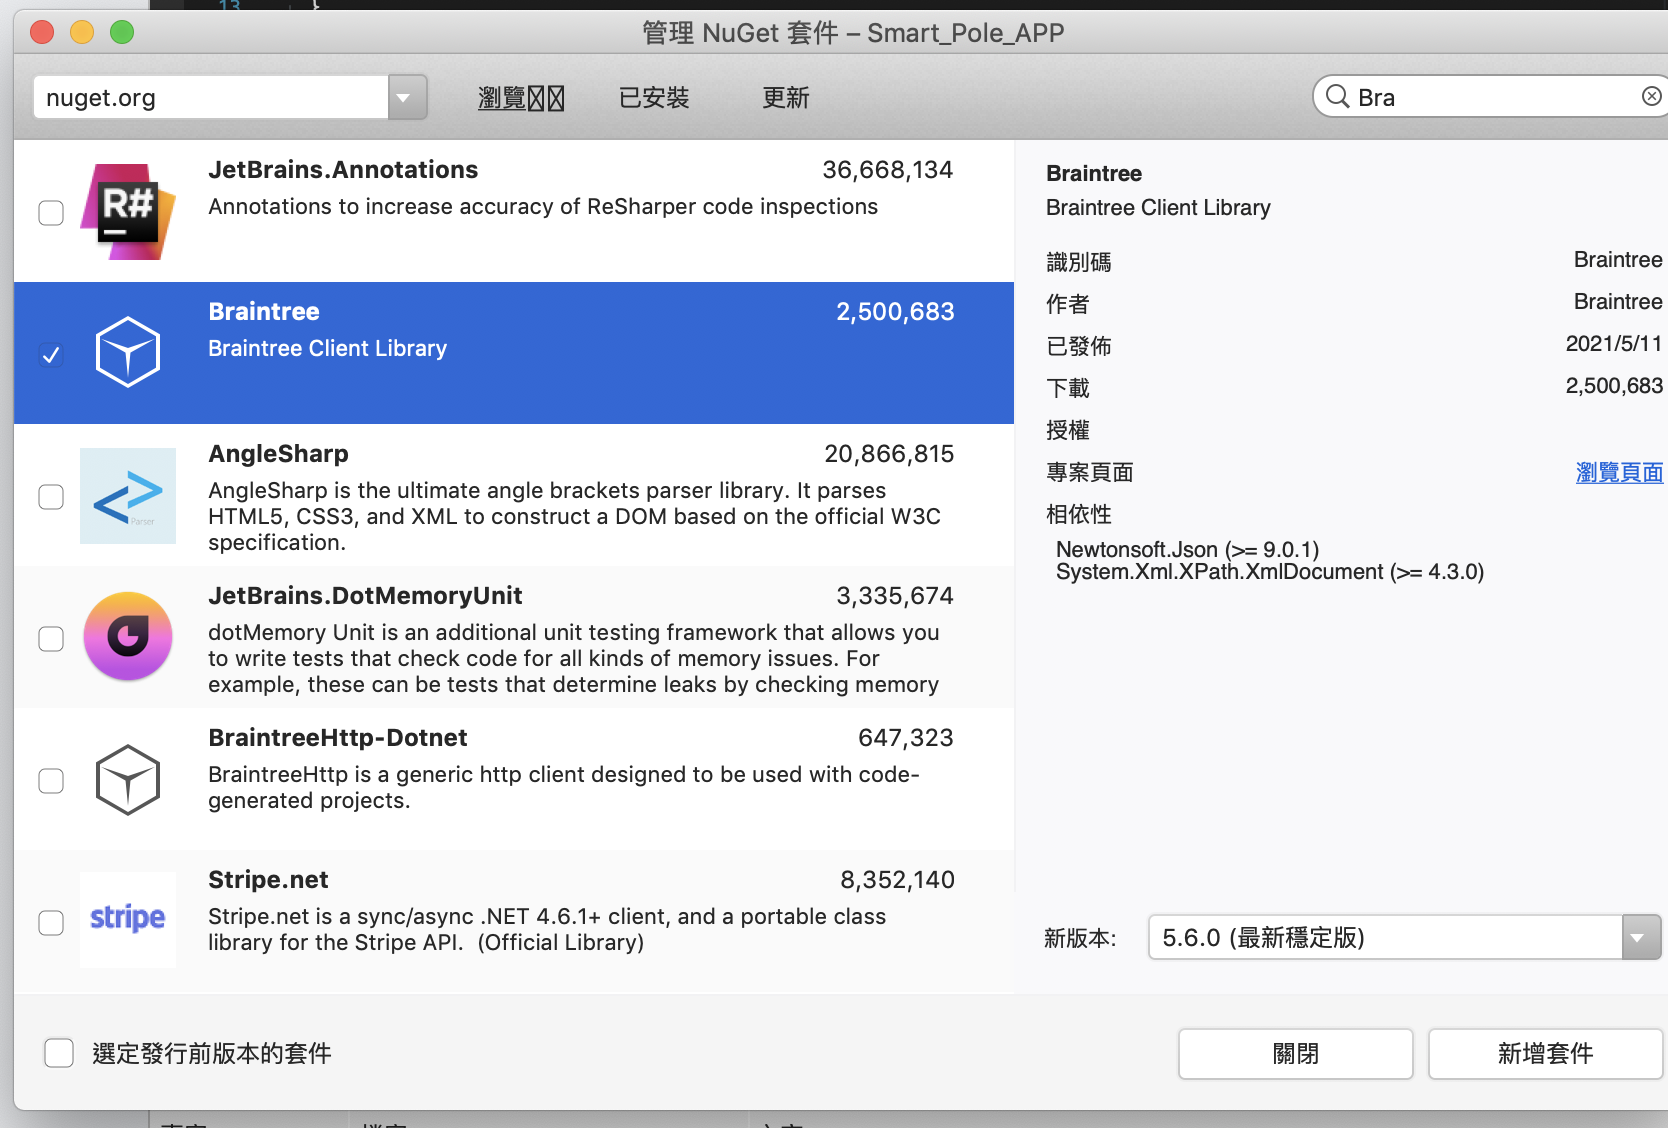 13 }
管理 NuGet 套件 – Smart_Pole_APP
nuget.org
瀏覽
已安裝
更新
Bra
JetBrains.Annotations 36,668,134
Annotations to increase accuracy of ReSharper code inspections
R#
Braintree 2,500,683
Braintree Client Library
AngleSharp 20,866,815
AngleSharp is the ultimate angle brackets parser library. It parses
HTML5, CSS3, and XML to construct a DOM based on the official W3C
specification.
Parser
JetBrains.DotMemoryUnit 3,335,674
dotMemory Unit is an additional unit testing framework that allows you
to write tests that check code for all kinds of memory issues. For
example, these can be tests that determine leaks by checking memory
BraintreeHttp-Dotnet 647,323
BraintreeHttp is a generic http client designed to be used with code-
generated projects.
Stripe.net 8,352,140
Stripe.net is a sync/async .NET 4.6.1+ client, and a portable class
library for the Stripe API.  (Official Library)
stripe
Braintree
Braintree Client Library
識別碼 Braintree
作者 Braintree
已發佈 2021/5/11
下載 2,500,683
授權
專案頁面 瀏覽頁面
相依性
Newtonsoft.Json (>= 9.0.1)
System.Xml.XPath.XmlDocument (>= 4.3.0)
新版本: 5.6.0 (最新穩定版)
選定發行前版本的套件
關閉
新增套件